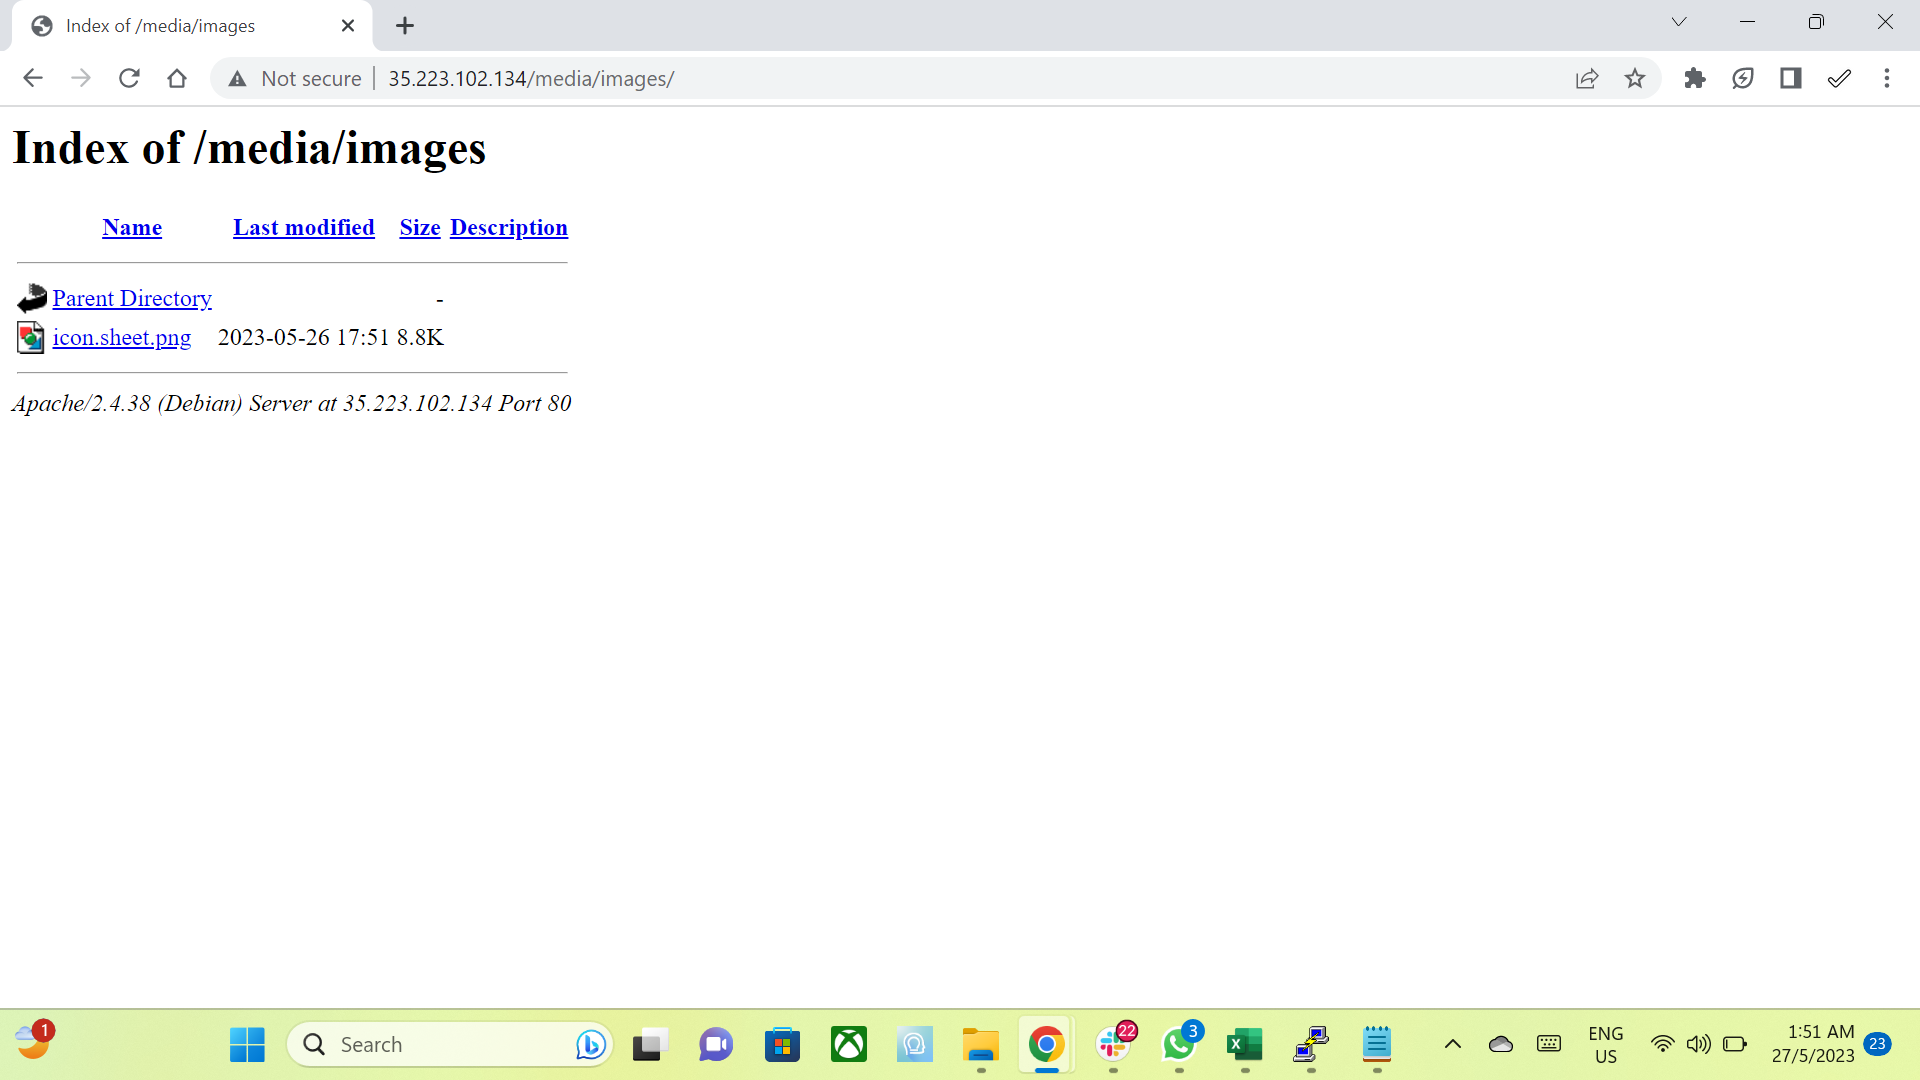 Index of /media/images
Not secure 35.223.102.134/media/images/
Index of /media/images
Name Last modified Size Description
Parent Directory -
icon.sheet.png 2023-05-26 17:51 8.8K
Apache/2.4.38 (Debian) Server at 35.223.102.134 Port 80
1
Search
22
3
ENG
US
1:51 AM
27/5/2023
23